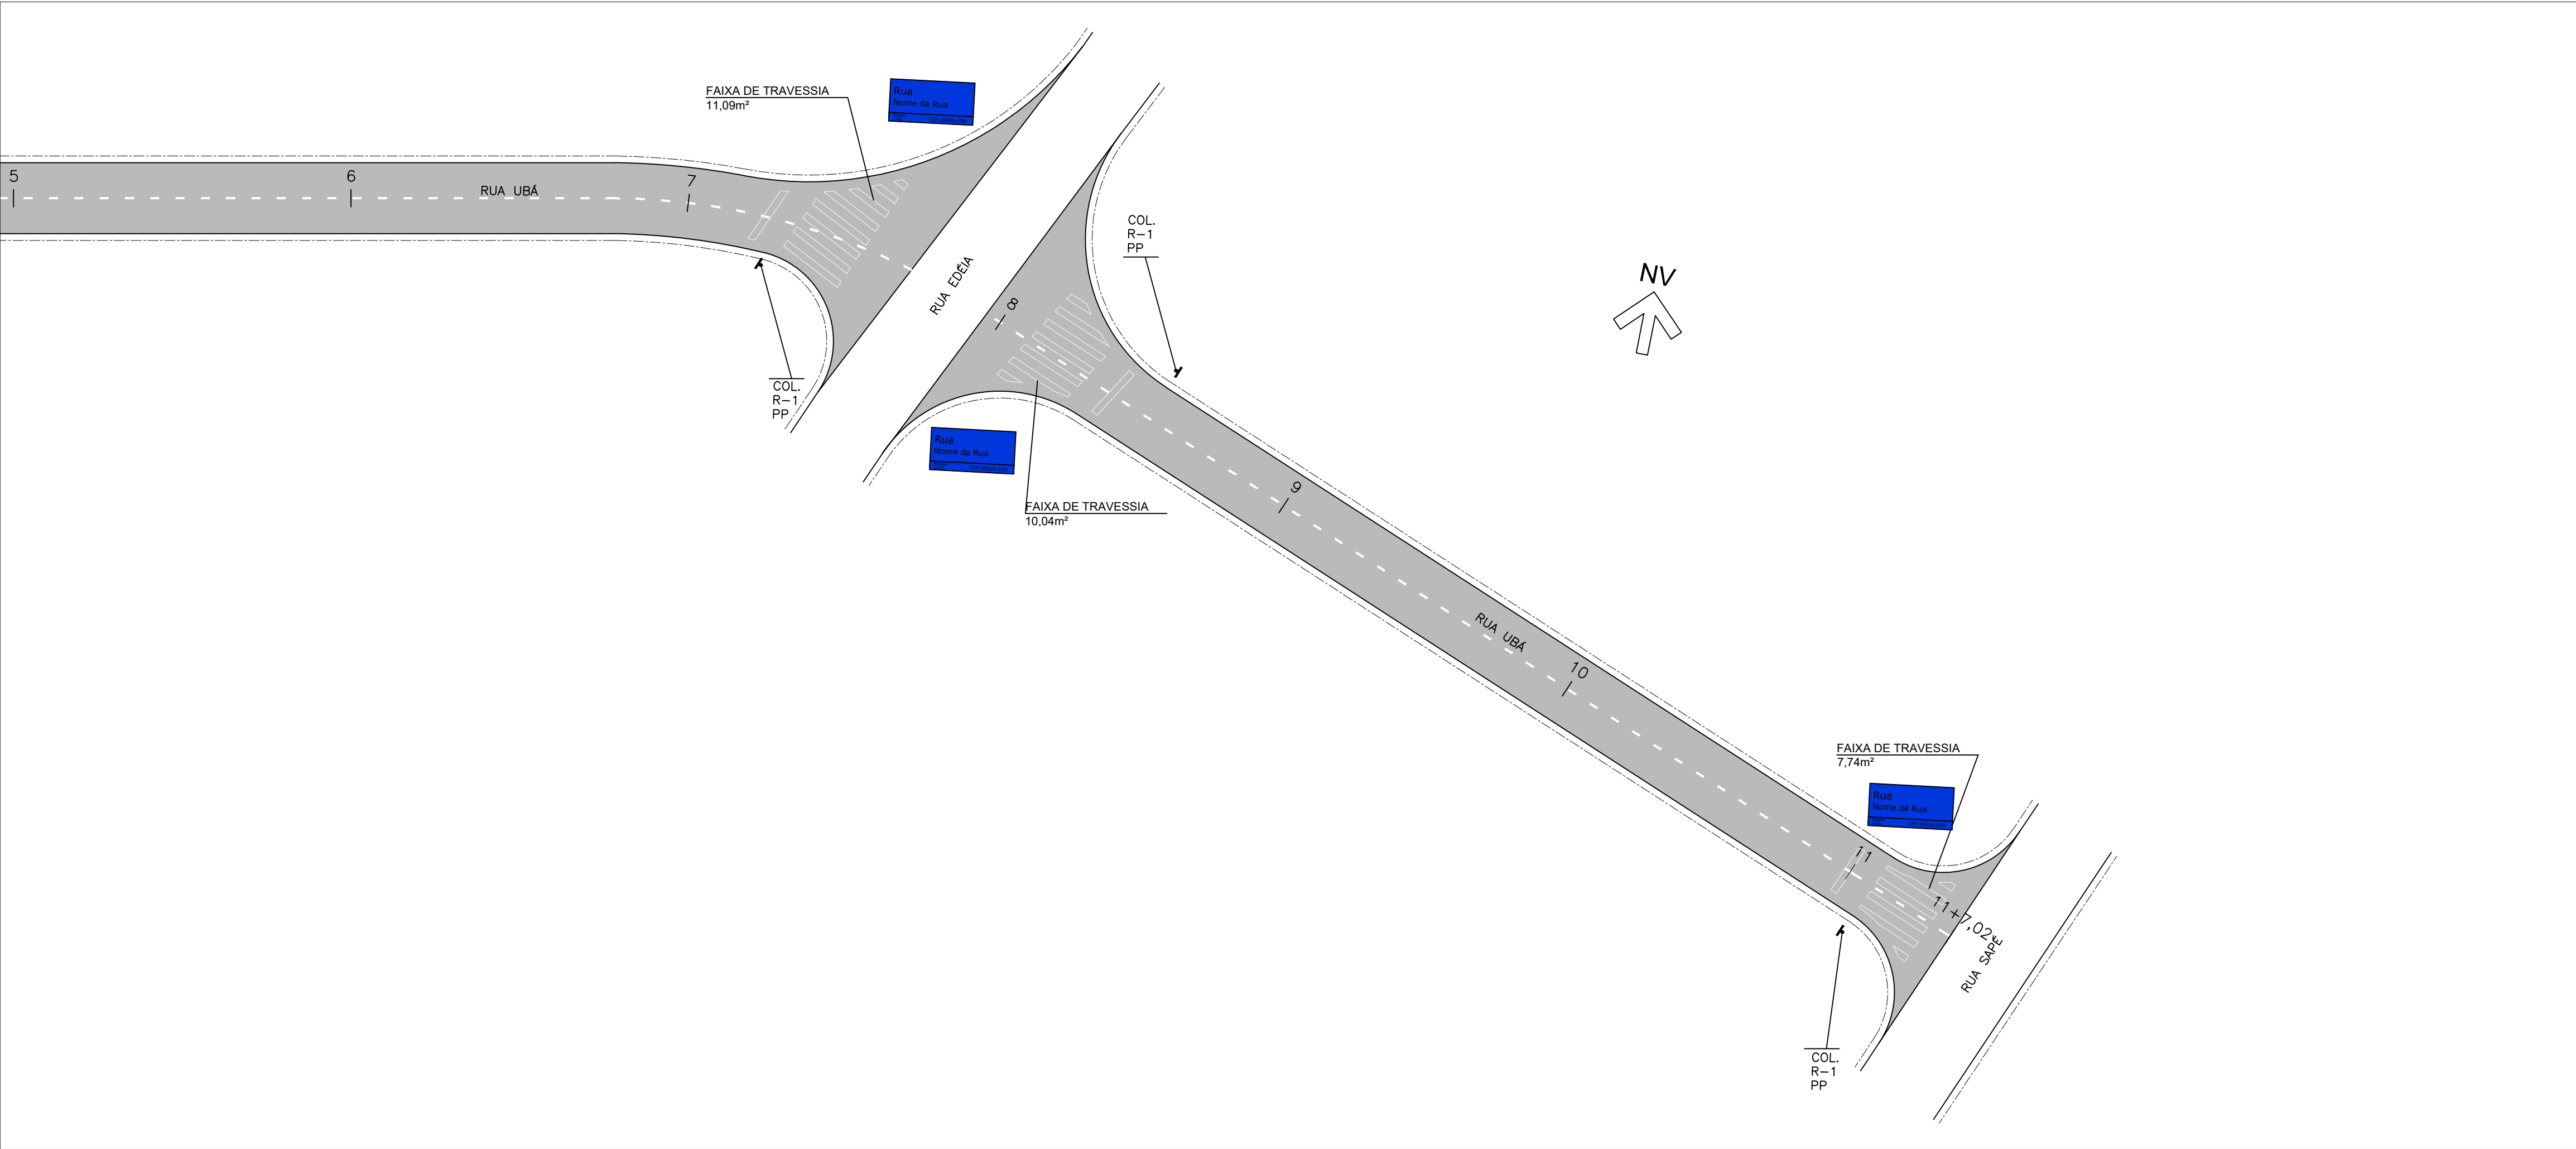 FAIXA DE TRAVESSIA
11,09m²
Rua
Nome da Rua
5
6
RUA UBÁ
7
COL.
R-1
PP
RUA EDÉIA
8
COL.
R-1
PP
NV
Rua
Nome da Rua
FAIXA DE TRAVESSIA
10,04m²
9
RUA UBÁ
10
FAIXA DE TRAVESSIA
7,74m²
Rua
Nome da Rua
11
11+7,02
RUA SAPÉ
COL.
R-1
PP